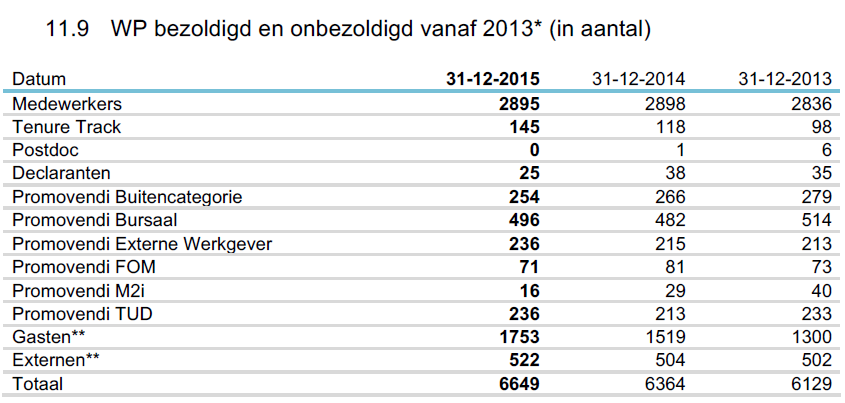 11.9 WP bezoldigd en onbezoldigd vanaf 2013* (in aantal)
Datum 31-12-2015 31-12-2014 31-12-2013
Medewerkers 2895 2898 2836
Tenure Track 145 118 98
Postdoc 0 1 6
Declaranten 25 38 35
Promovendi Buitencategorie 254 266 279
Promovendi Bursaal 496 482 514
Promovendi Externe Werkgever 236 215 213
Promovendi FOM 71 81 73
Promovendi M2i 16 29 40
Promovendi TUD 236 213 233
Gasten** 1753 1519 1300
Externen** 522 504 502
Totaal 6649 6364 6129